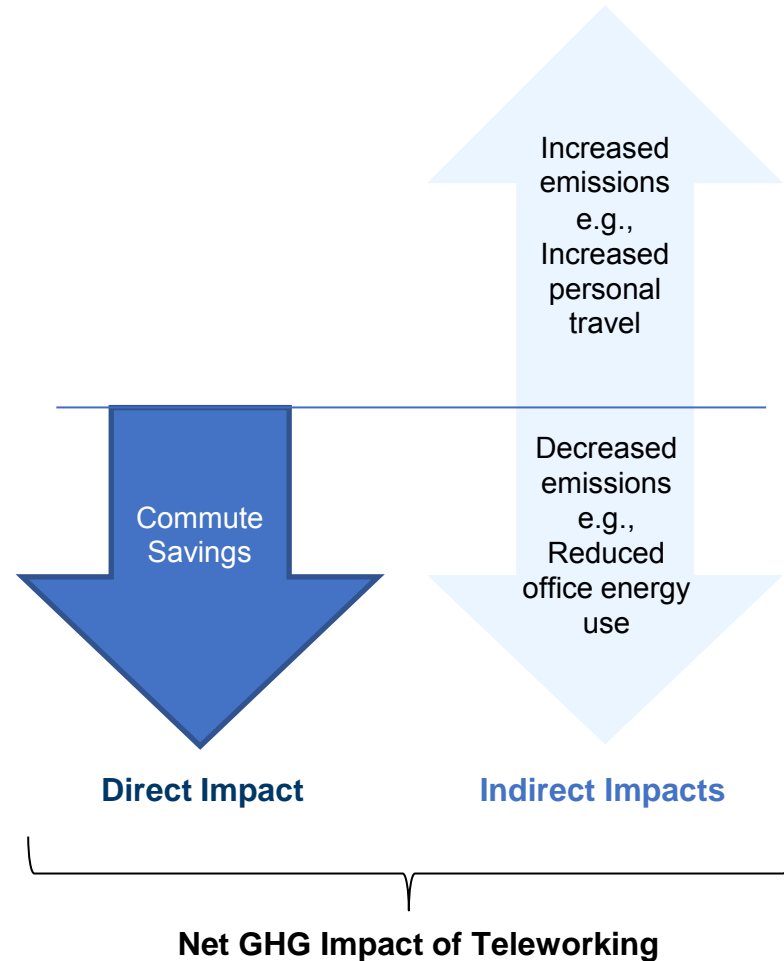 Increased
emissions
e.g.,
Increased
personal
travel
Commute
Savings
Decreased
emissions
e.g.,
Reduced
office energy
use
Direct Impact
Indirect Impacts
Net GHG Impact of Teleworking